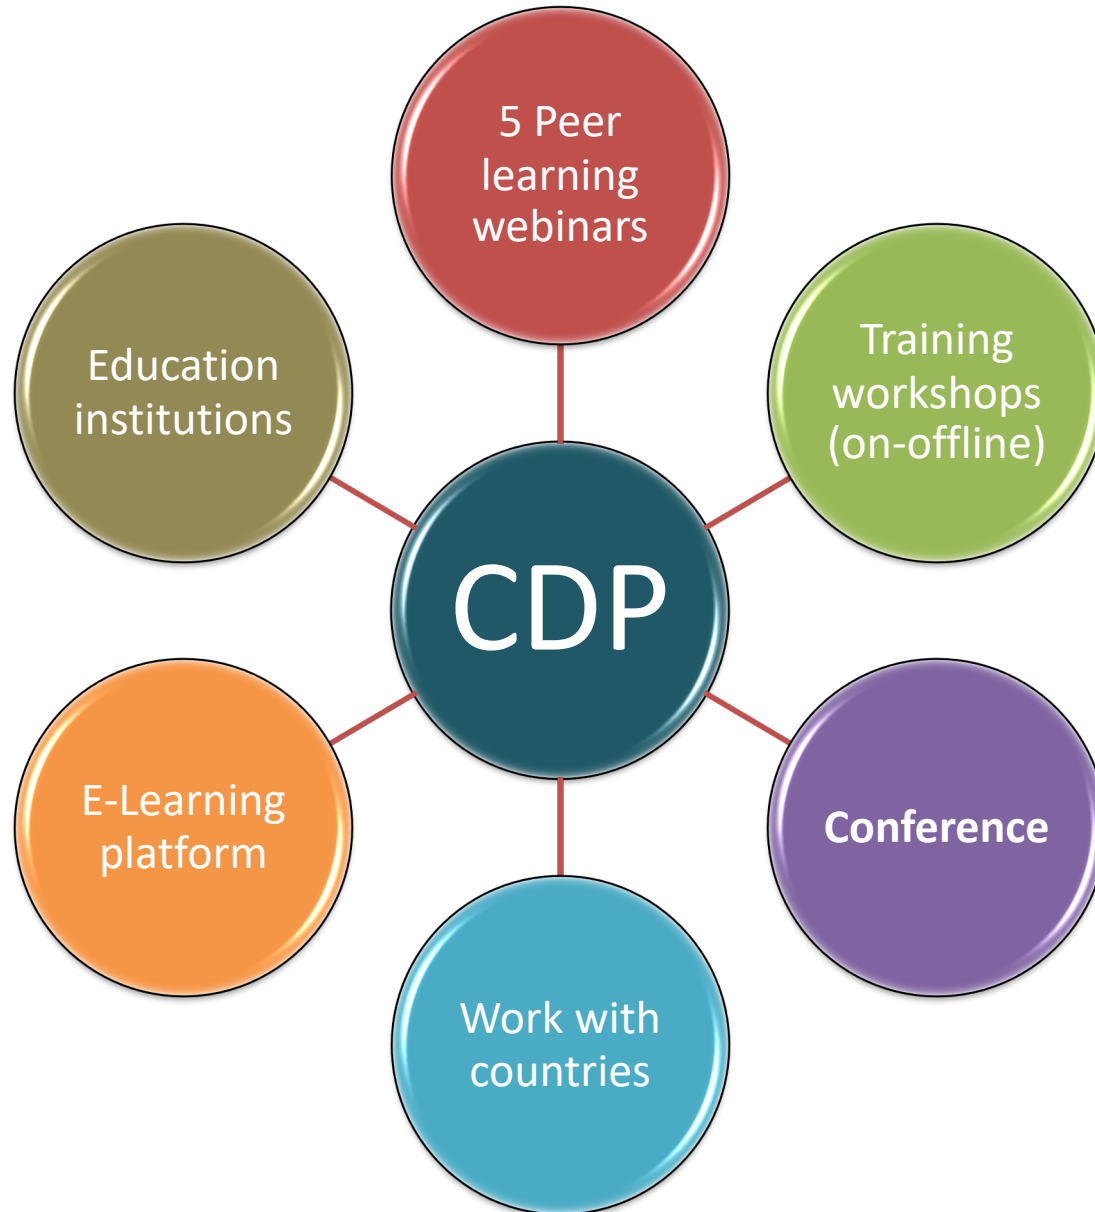 5 Peer
learning
webinars
Training
workshops
(on-offline)
Conference
Work with
countries
E-Learning
platform
Education
institutions
CDP